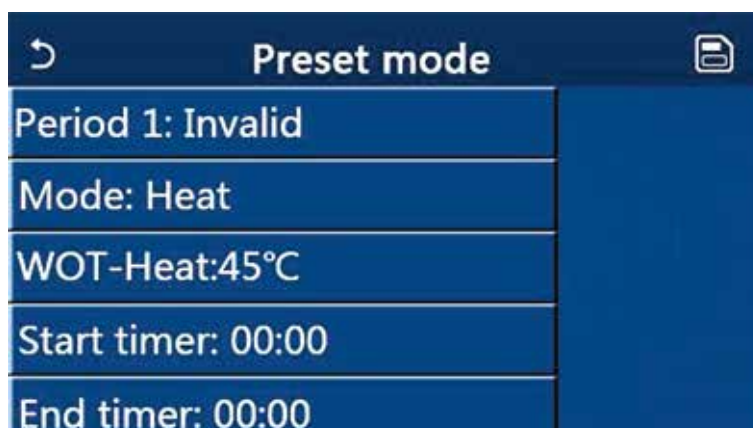 Preset mode
Period 1: Invalid
Mode: Heat
WOT-Heat:45℃
Start timer: 00:00
End timer: 00:00